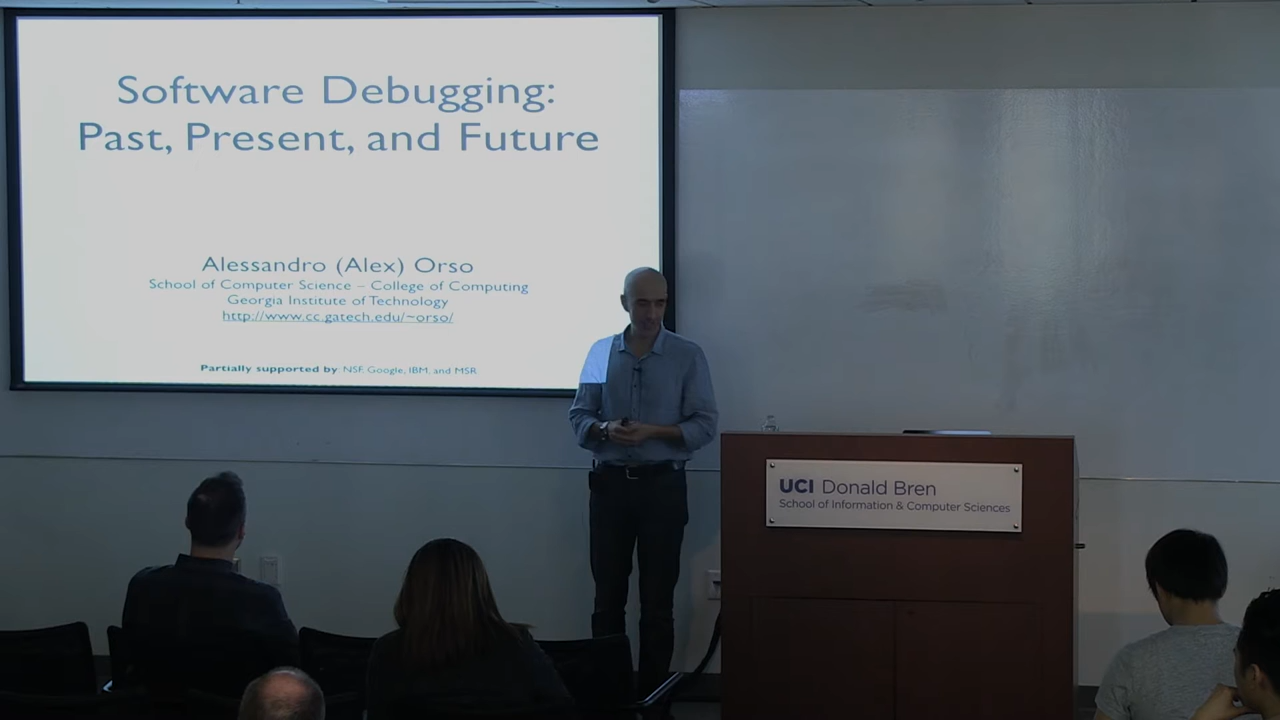 Software Debugging:
Past, Present, and Future
Alessandro (Alex) Orso
School of Computer Science – College of Computing
Georgia Institute of Technology
http://www.cc.gatech.edu/~orso/
Partially supported by NSF, Google, IBM, and MSR
UCI Donald Bren
School of Information & Computer Sciences